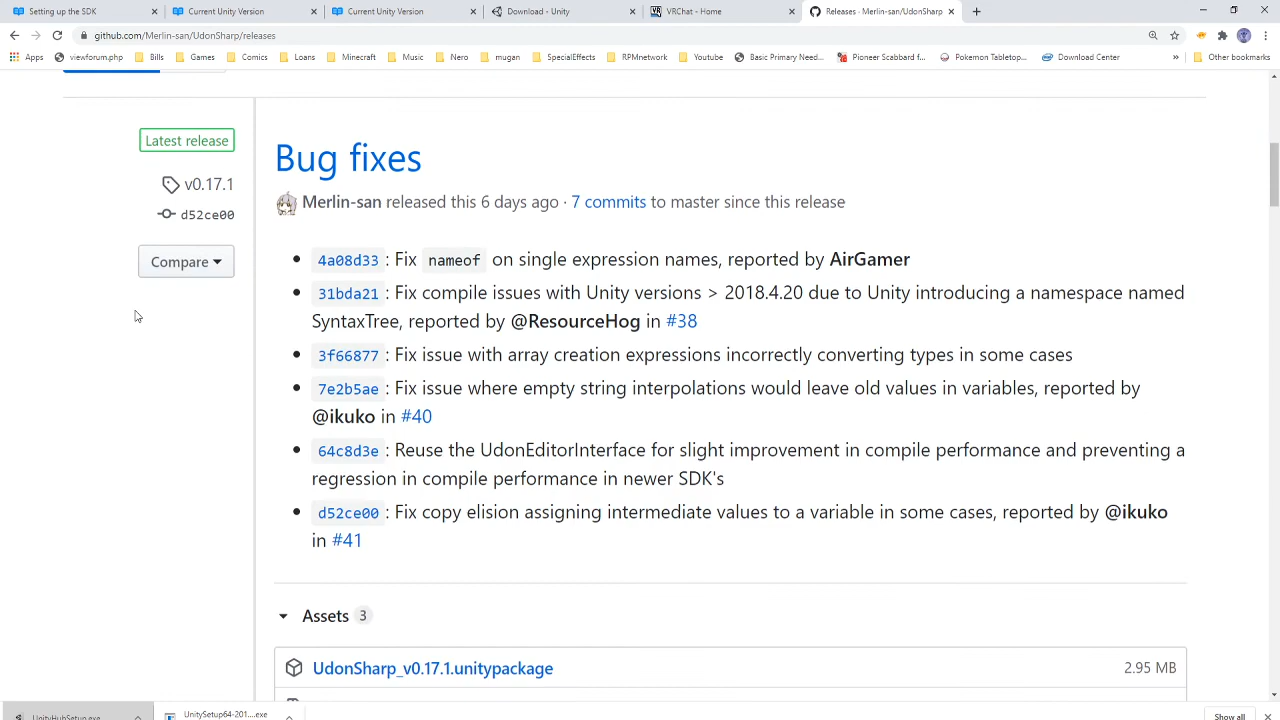 Setting up the SDK
Current Unity Version
Current Unity Version
Download - Unity
VRChat - Home
Releases · Merlin-san/UdonSharp
github.com/Merlin-san/UdonSharp/releases
Apps
viewforum.php
Bills
Games
Comics
Loans
Minecraft
Music
Nero
mugan
SpecialEffects
RPMnetwork
Youtube
Basic Primary Need...
Pioneer Scabbard f...
Pokemon Tabletop...
Download Center
»
Other bookmarks
Latest release
v0.17.1
d52ce00
Compare
Bug fixes
Merlin-san released this 6 days ago · 7 commits to master since this release
4a08d33 : Fix nameof on single expression names, reported by AirGamer
31bda21 : Fix compile issues with Unity versions > 2018.4.20 due to Unity introducing a namespace named
SyntaxTree, reported by @ResourceHog in #38
3f66877 : Fix issue with array creation expressions incorrectly converting types in some cases
7e2b5ae : Fix issue where empty string interpolations would leave old values in variables, reported by
@ikuko in #40
64c8d3e : Reuse the UdonEditorInterface for slight improvement in compile performance and preventing a
regression in compile performance in newer SDK's
d52ce00 : Fix copy elision assigning intermediate values to a variable in some cases, reported by @ikuko
in #41
Assets 3
UdonSharp_v0.17.1.unitypackage
2.95 MB
UnityHubSetup.exe
UnitySetup64-201....exe
Show all